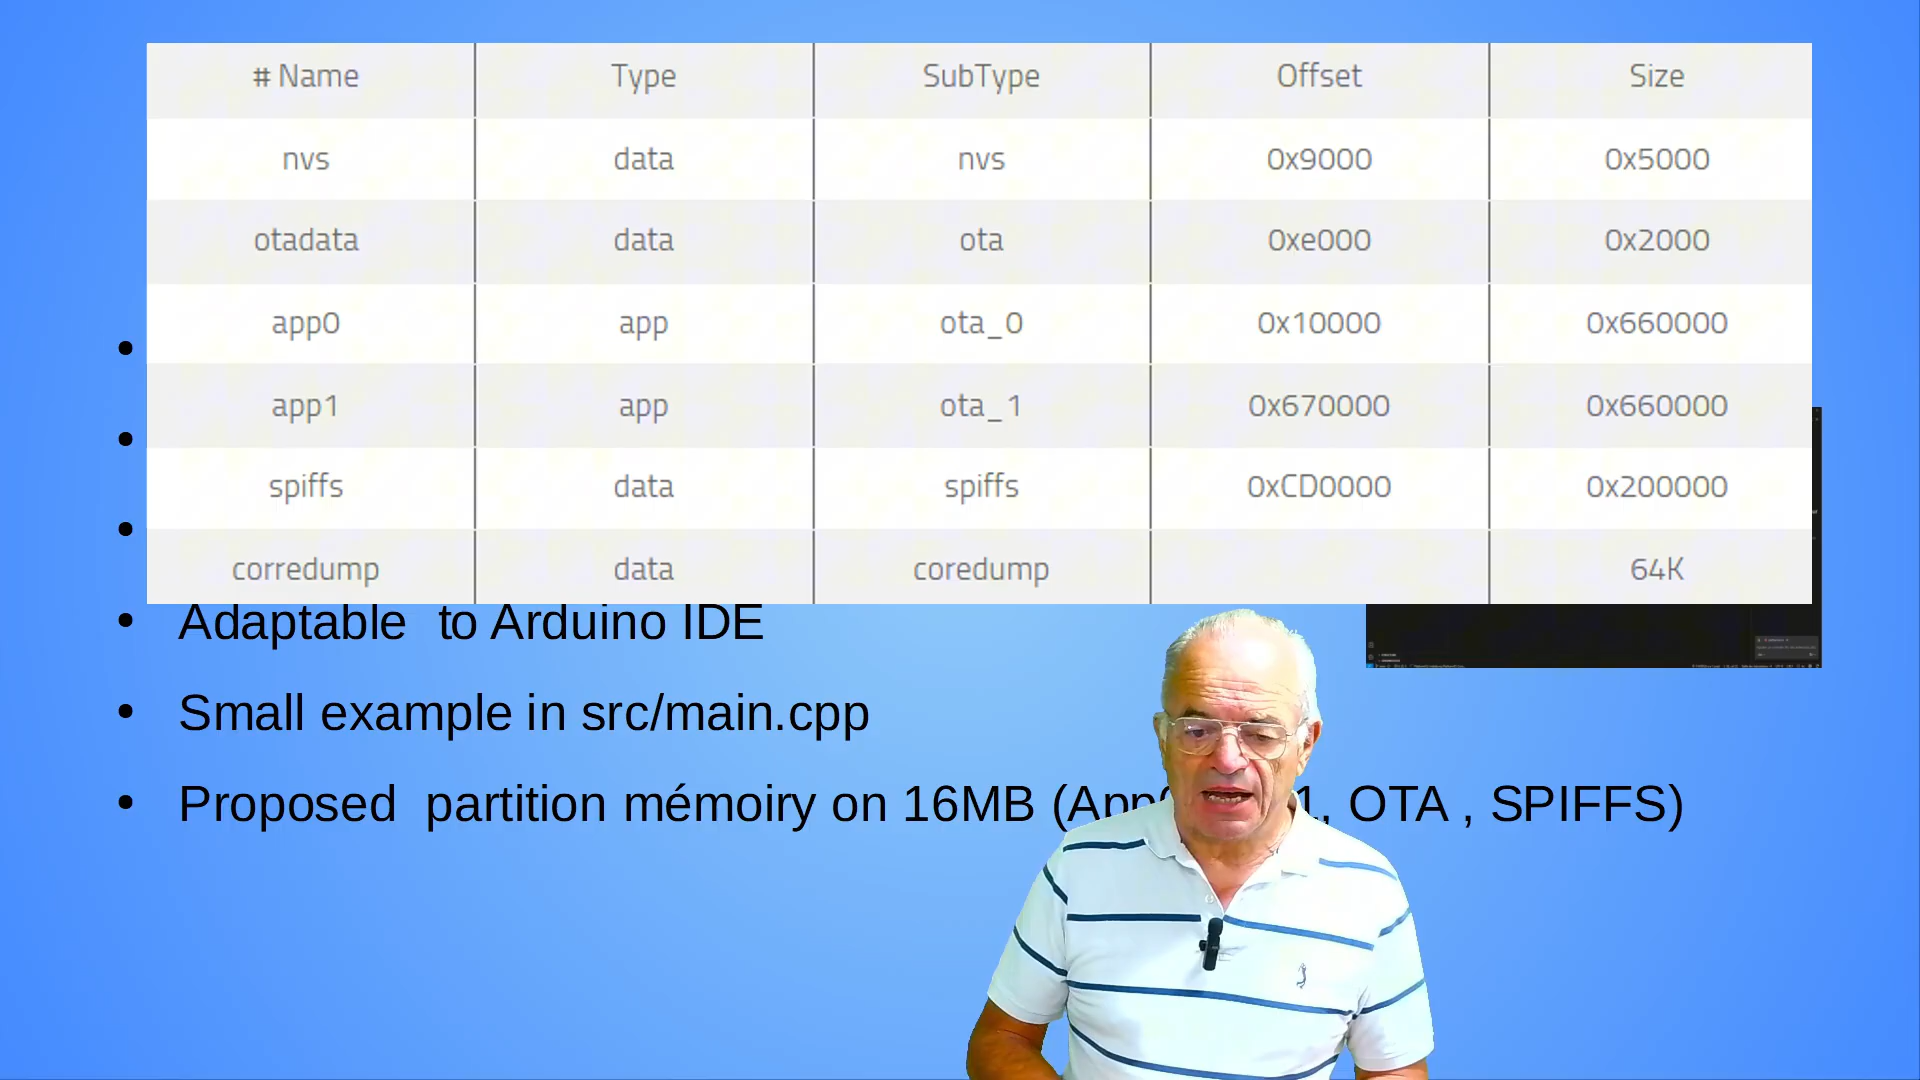 # Name Type SubType Offset Size
nvs data nvs 0x9000 0x5000
otadata data ota 0xe000 0x2000
app0 app ota_0 0x10000 0x660000
app1 app ota_1 0x670000 0x660000
spiffs data spiffs 0xCD0000 0x200000
corredump data coredump 64K
Adaptable to Arduino IDE
Small example in src/main.cpp
Proposed partition mémoiry on 16MB (App 1, OTA , SPIFFS)